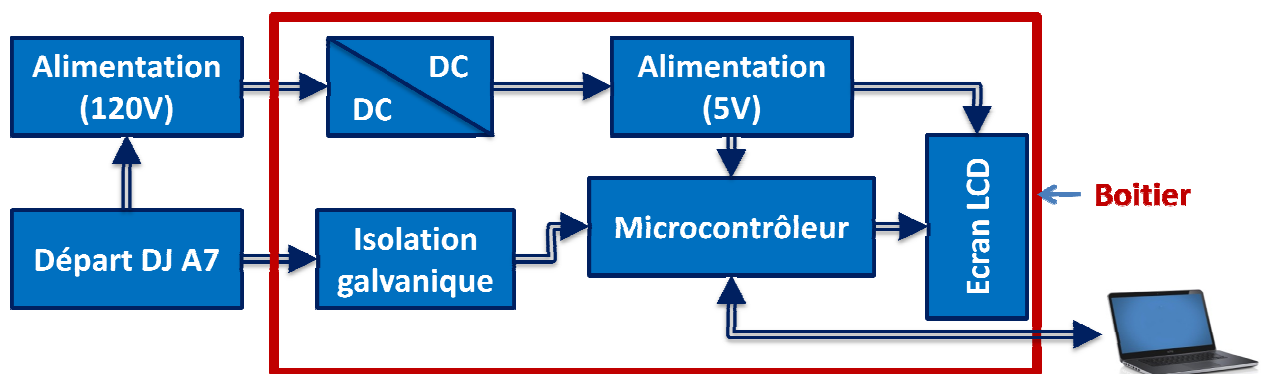 Alimentation
(120V)
DC
DC
Alimentation
(5V)
Départ DJ A7
Isolation
galvanique
Microcontrôleur
Ecran LCD
Boitier